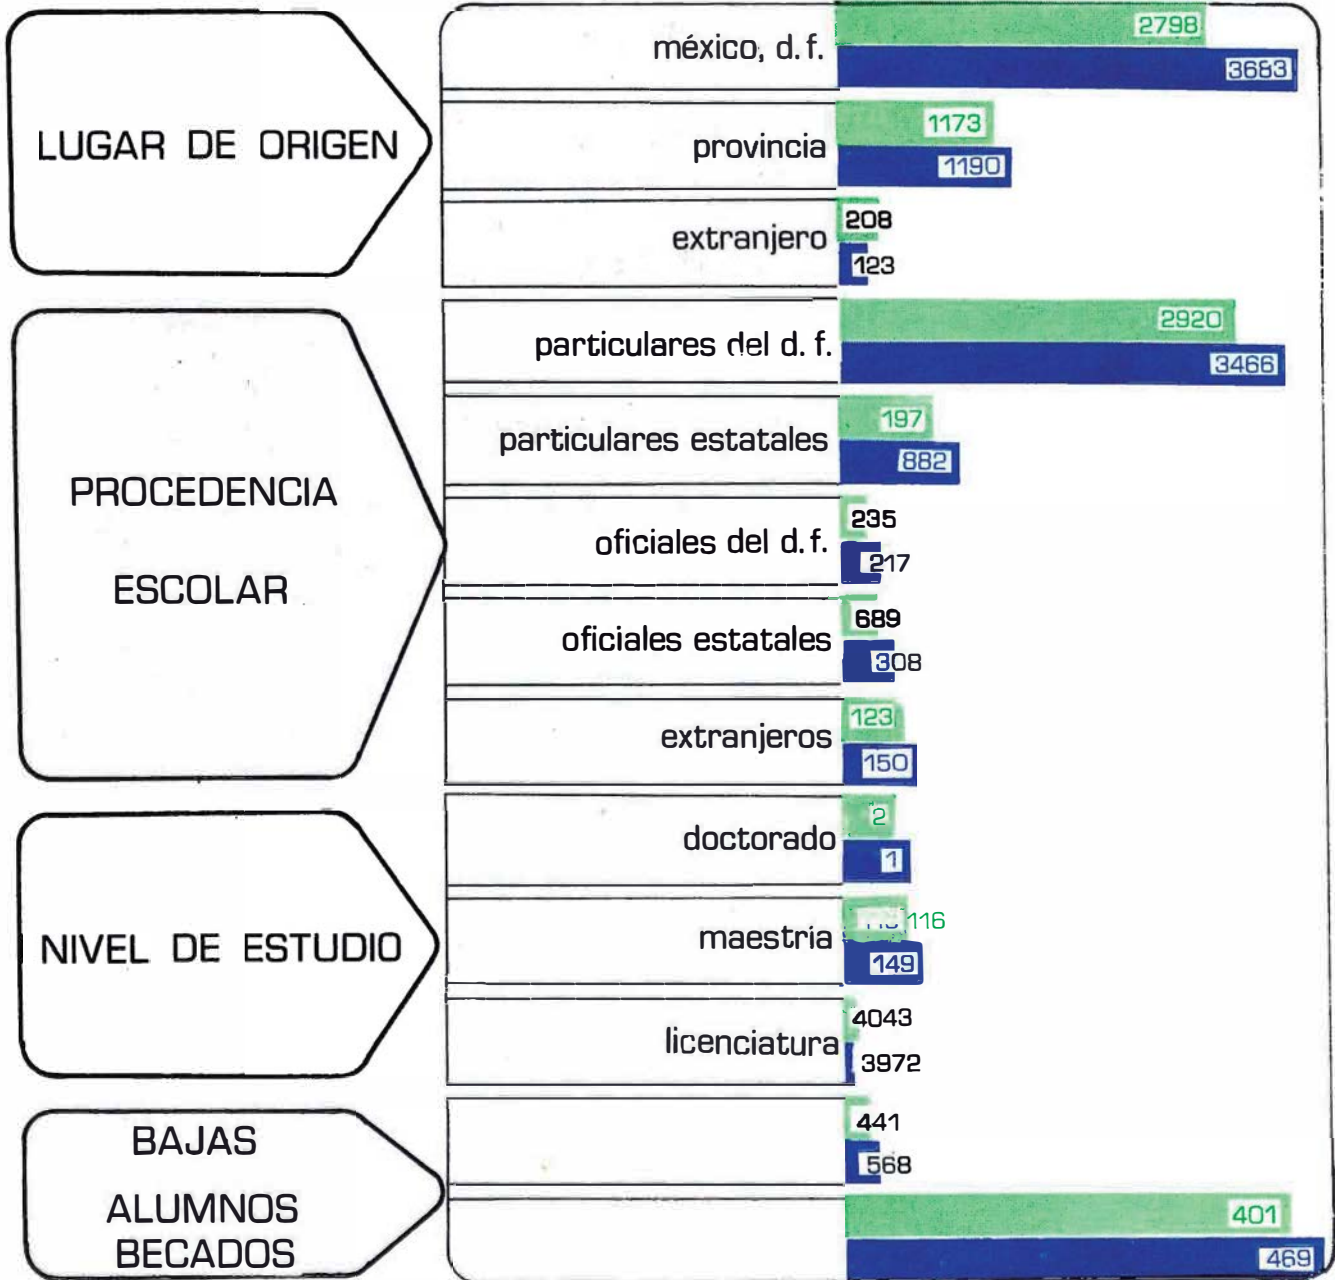 LUGAR DE ORIGEN
méxico, d.f.
2798
3683
provincia
1173
1190
extranjero
208
123
PROCEDENCIA
ESCOLAR
particulares del d.f.
2920
3466
particulares estatales
197
882
oficiales del d.f.
235
217
oficiales estatales
689
308
extranjeros
123
150
NIVEL DE ESTUDIO
doctorado
2
1
maestría
116
149
licenciatura
4043
3972
BAJAS
441
568
ALUMNOS
BECADOS
401
469